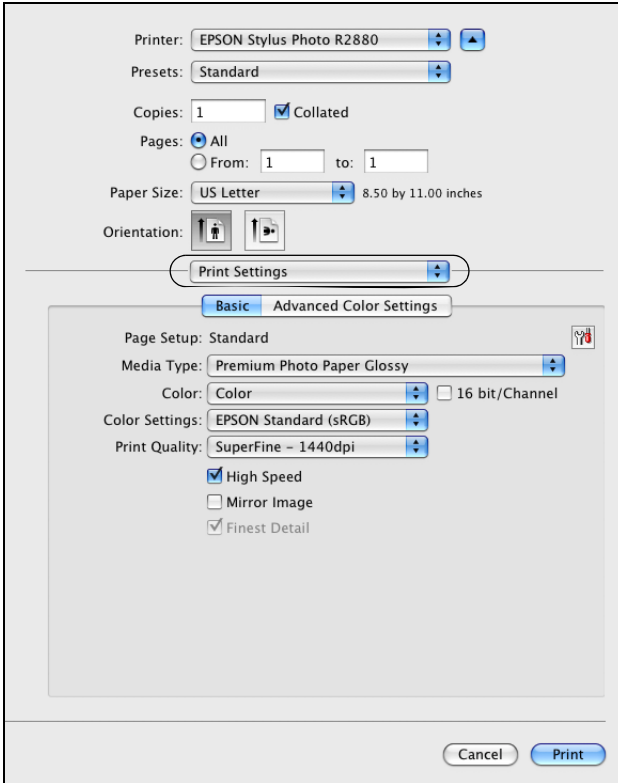 Printer: EPSON Stylus Photo R2880
Presets: Standard
Copies: 1 Collated
Pages: All
From: 1 to: 1
Paper Size: US Letter 8.50 by 11.00 inches
Orientation:
Print Settings
Basic Advanced Color Settings
Page Setup: Standard
Media Type: Premium Photo Paper Glossy
Color: Color 16 bit/Channel
Color Settings: EPSON Standard (sRGB)
Print Quality: SuperFine – 1440dpi
High Speed
Mirror Image
Finest Detail
Cancel Print